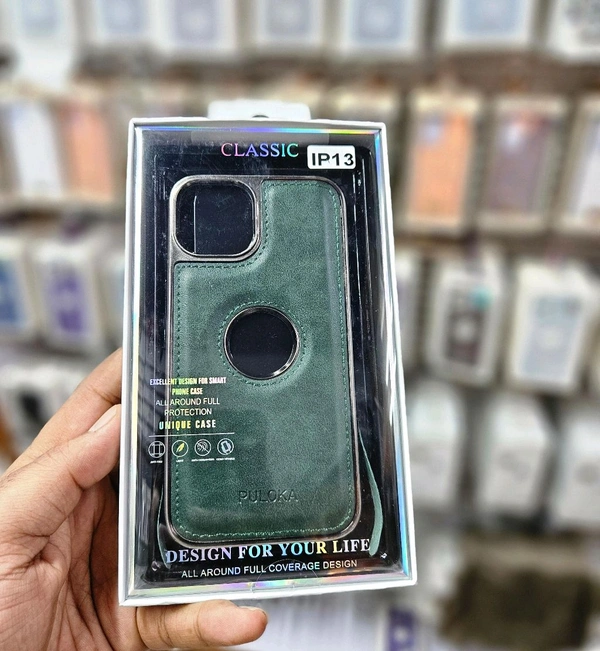 CLASSIC
IP13
EXCELLENT DESIGN FOR SMART
PHONE CASE
ALL AROUND FULL
PROTECTION
UNIQUE CASE
PULOKA
DESIGN FOR YOUR LIFE
ALL AROUND FULL COVERAGE DESIGN